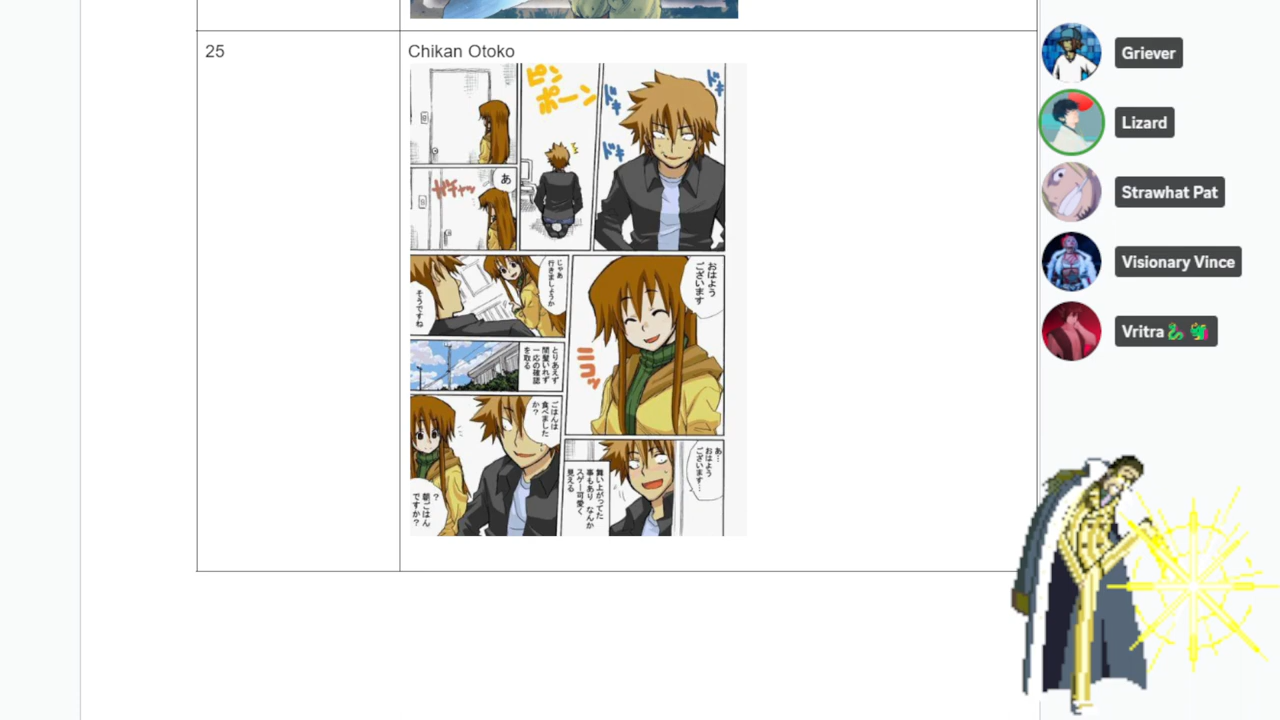 25
Chikan Otoko
ピン
ポーン
ドキ
ドキ
ドキ
あ
ガチャッ
おはよう
ございます
ニコッ
じゃあ
行きましょうか
そうですね
とりあえず
間髪いれず
一応の確認
を取る
あ…
おはよう
ございます…
舞い上がってた
事もあり なんか
スゲー可愛く
見える
ごはんは
食べました
か?
?
朝ごはん
ですか?
Griever
Lizard
Strawhat Pat
Visionary Vince
Vritra🐍 🐲